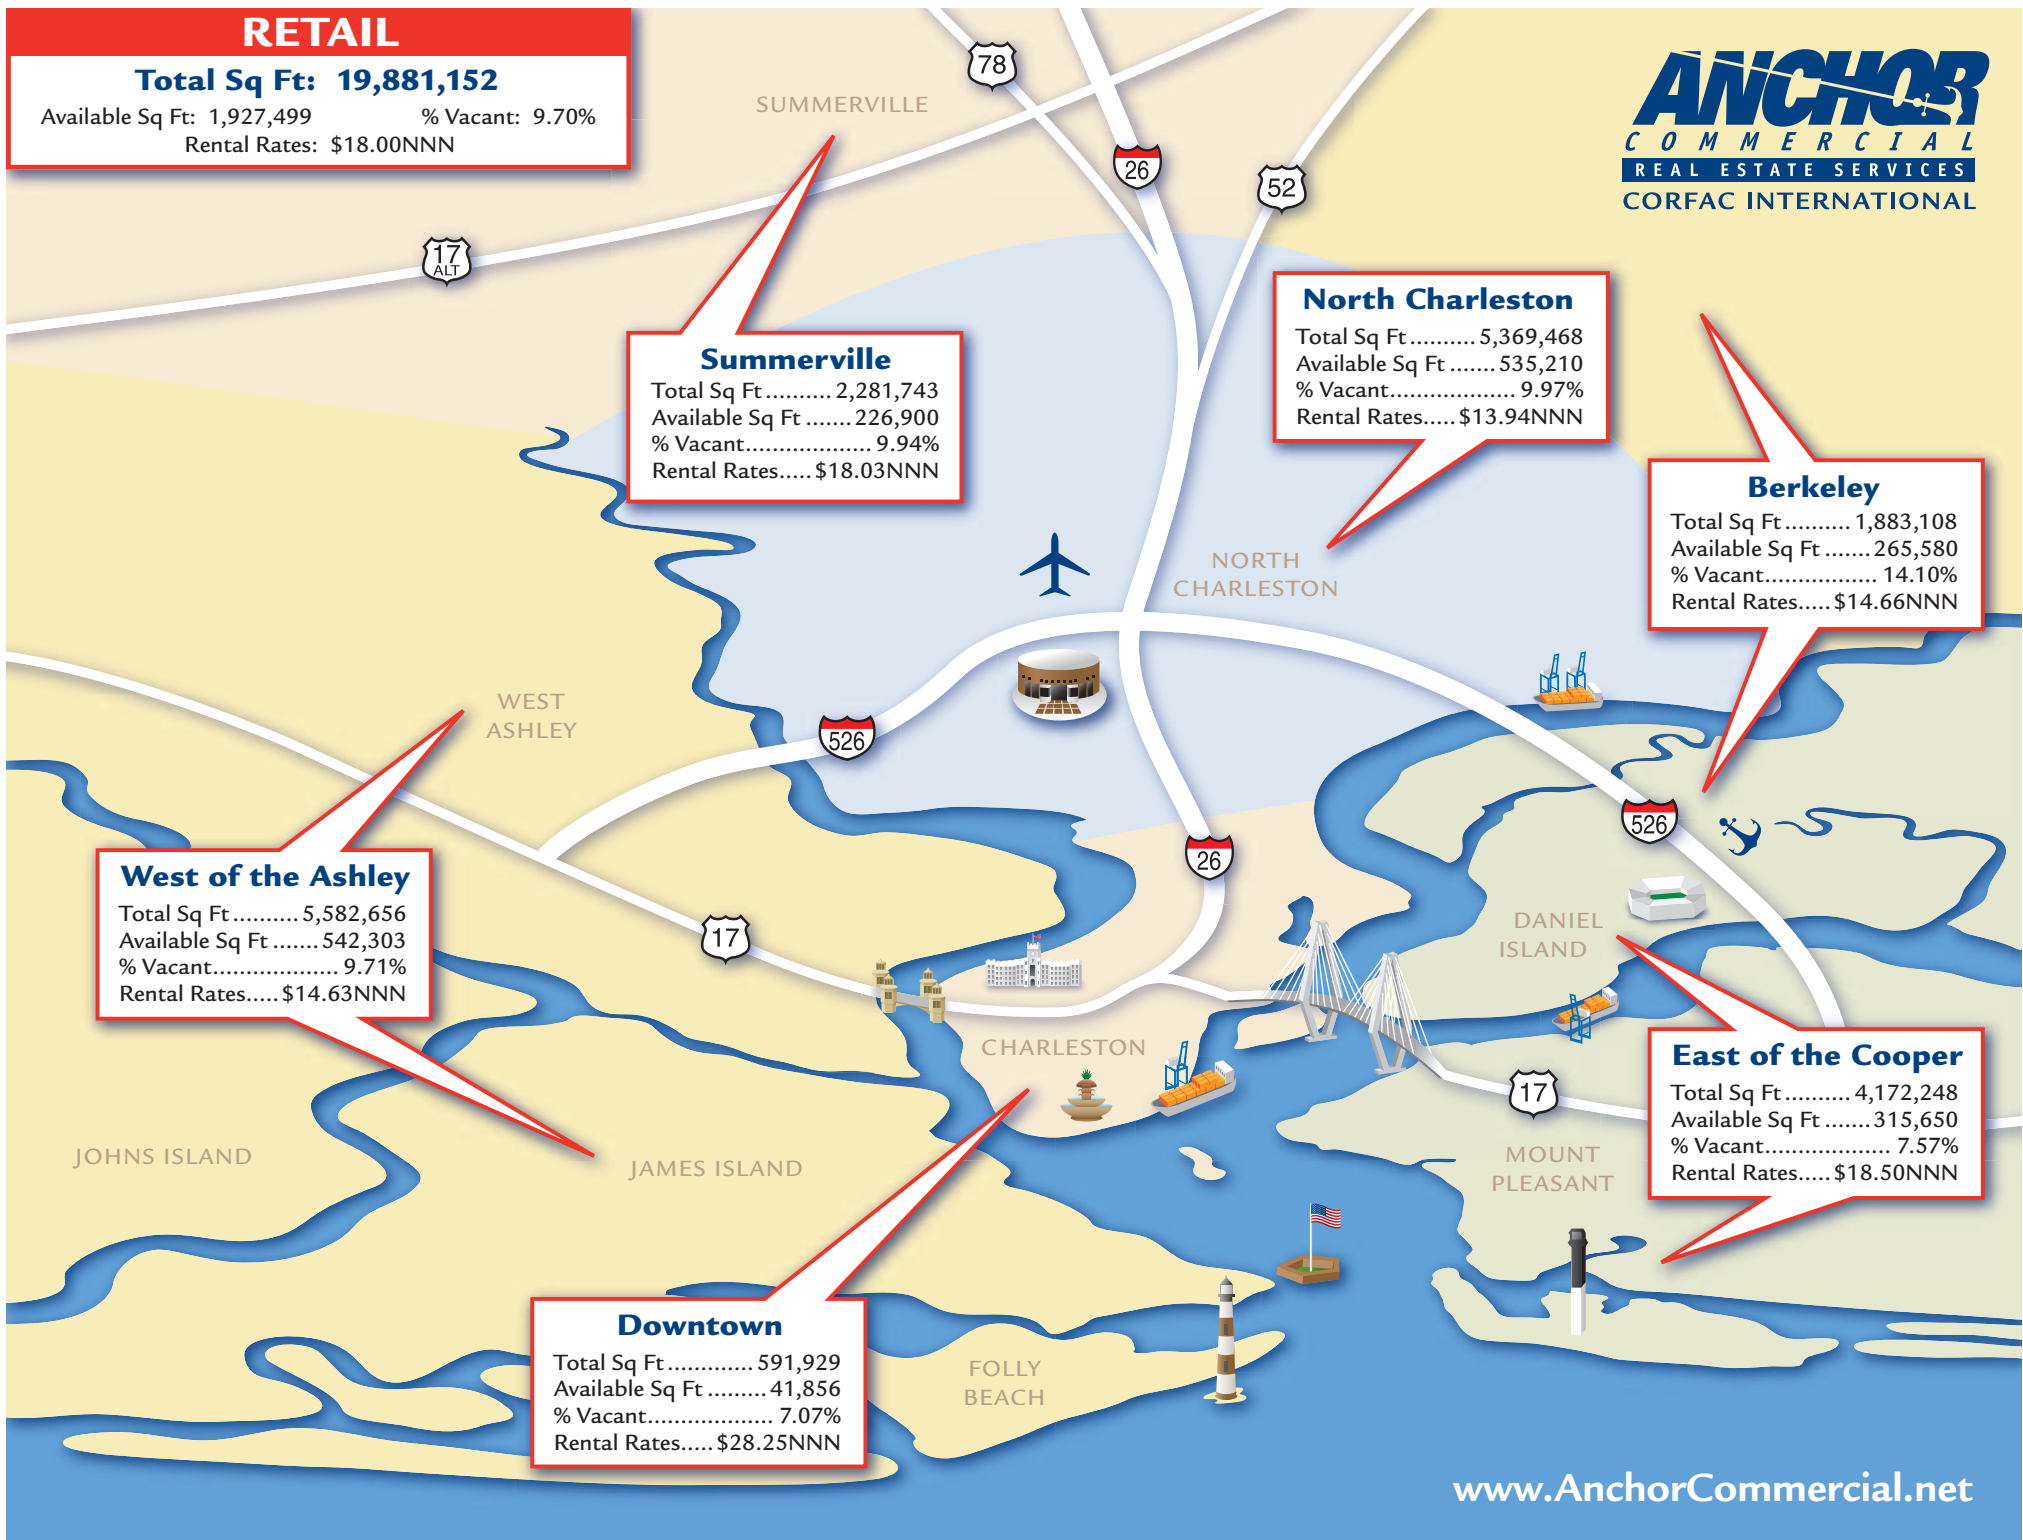 RETAIL
Total Sq Ft: 19,881,152
Available Sq Ft: 1,927,499 % Vacant: 9.70%
Rental Rates: $18.00NNN
ANCHOR
COMMERCIAL
REAL ESTATE SERVICES
CORFAC INTERNATIONAL
78
SUMMERVILLE
26
52
17
ALT
North Charleston
Total Sq Ft..........5,369,468
Available Sq Ft.......535,210
% Vacant...................9.97%
Rental Rates.....$13.94NNN
Summerville
Total Sq Ft..........2,281,743
Available Sq Ft.......226,900
% Vacant...................9.94%
Rental Rates.....$18.03NNN
Berkeley
Total Sq Ft..........1,883,108
Available Sq Ft.......265,580
% Vacant.................14.10%
Rental Rates.....$14.66NNN
NORTH
CHARLESTON
WEST
ASHLEY
526
526
26
West of the Ashley
Total Sq Ft..........5,582,656
Available Sq Ft.......542,303
% Vacant...................9.71%
Rental Rates.....$14.63NNN
17
DANIEL
ISLAND
CHARLESTON
17
East of the Cooper
Total Sq Ft..........4,172,248
Available Sq Ft.......315,650
% Vacant...................7.57%
Rental Rates.....$18.50NNN
JOHNS ISLAND
JAMES ISLAND
MOUNT
PLEASANT
Downtown
Total Sq Ft.............591,929
Available Sq Ft.........41,856
% Vacant...................7.07%
Rental Rates.....$28.25NNN
FOLLY
BEACH
www.AnchorCommercial.net